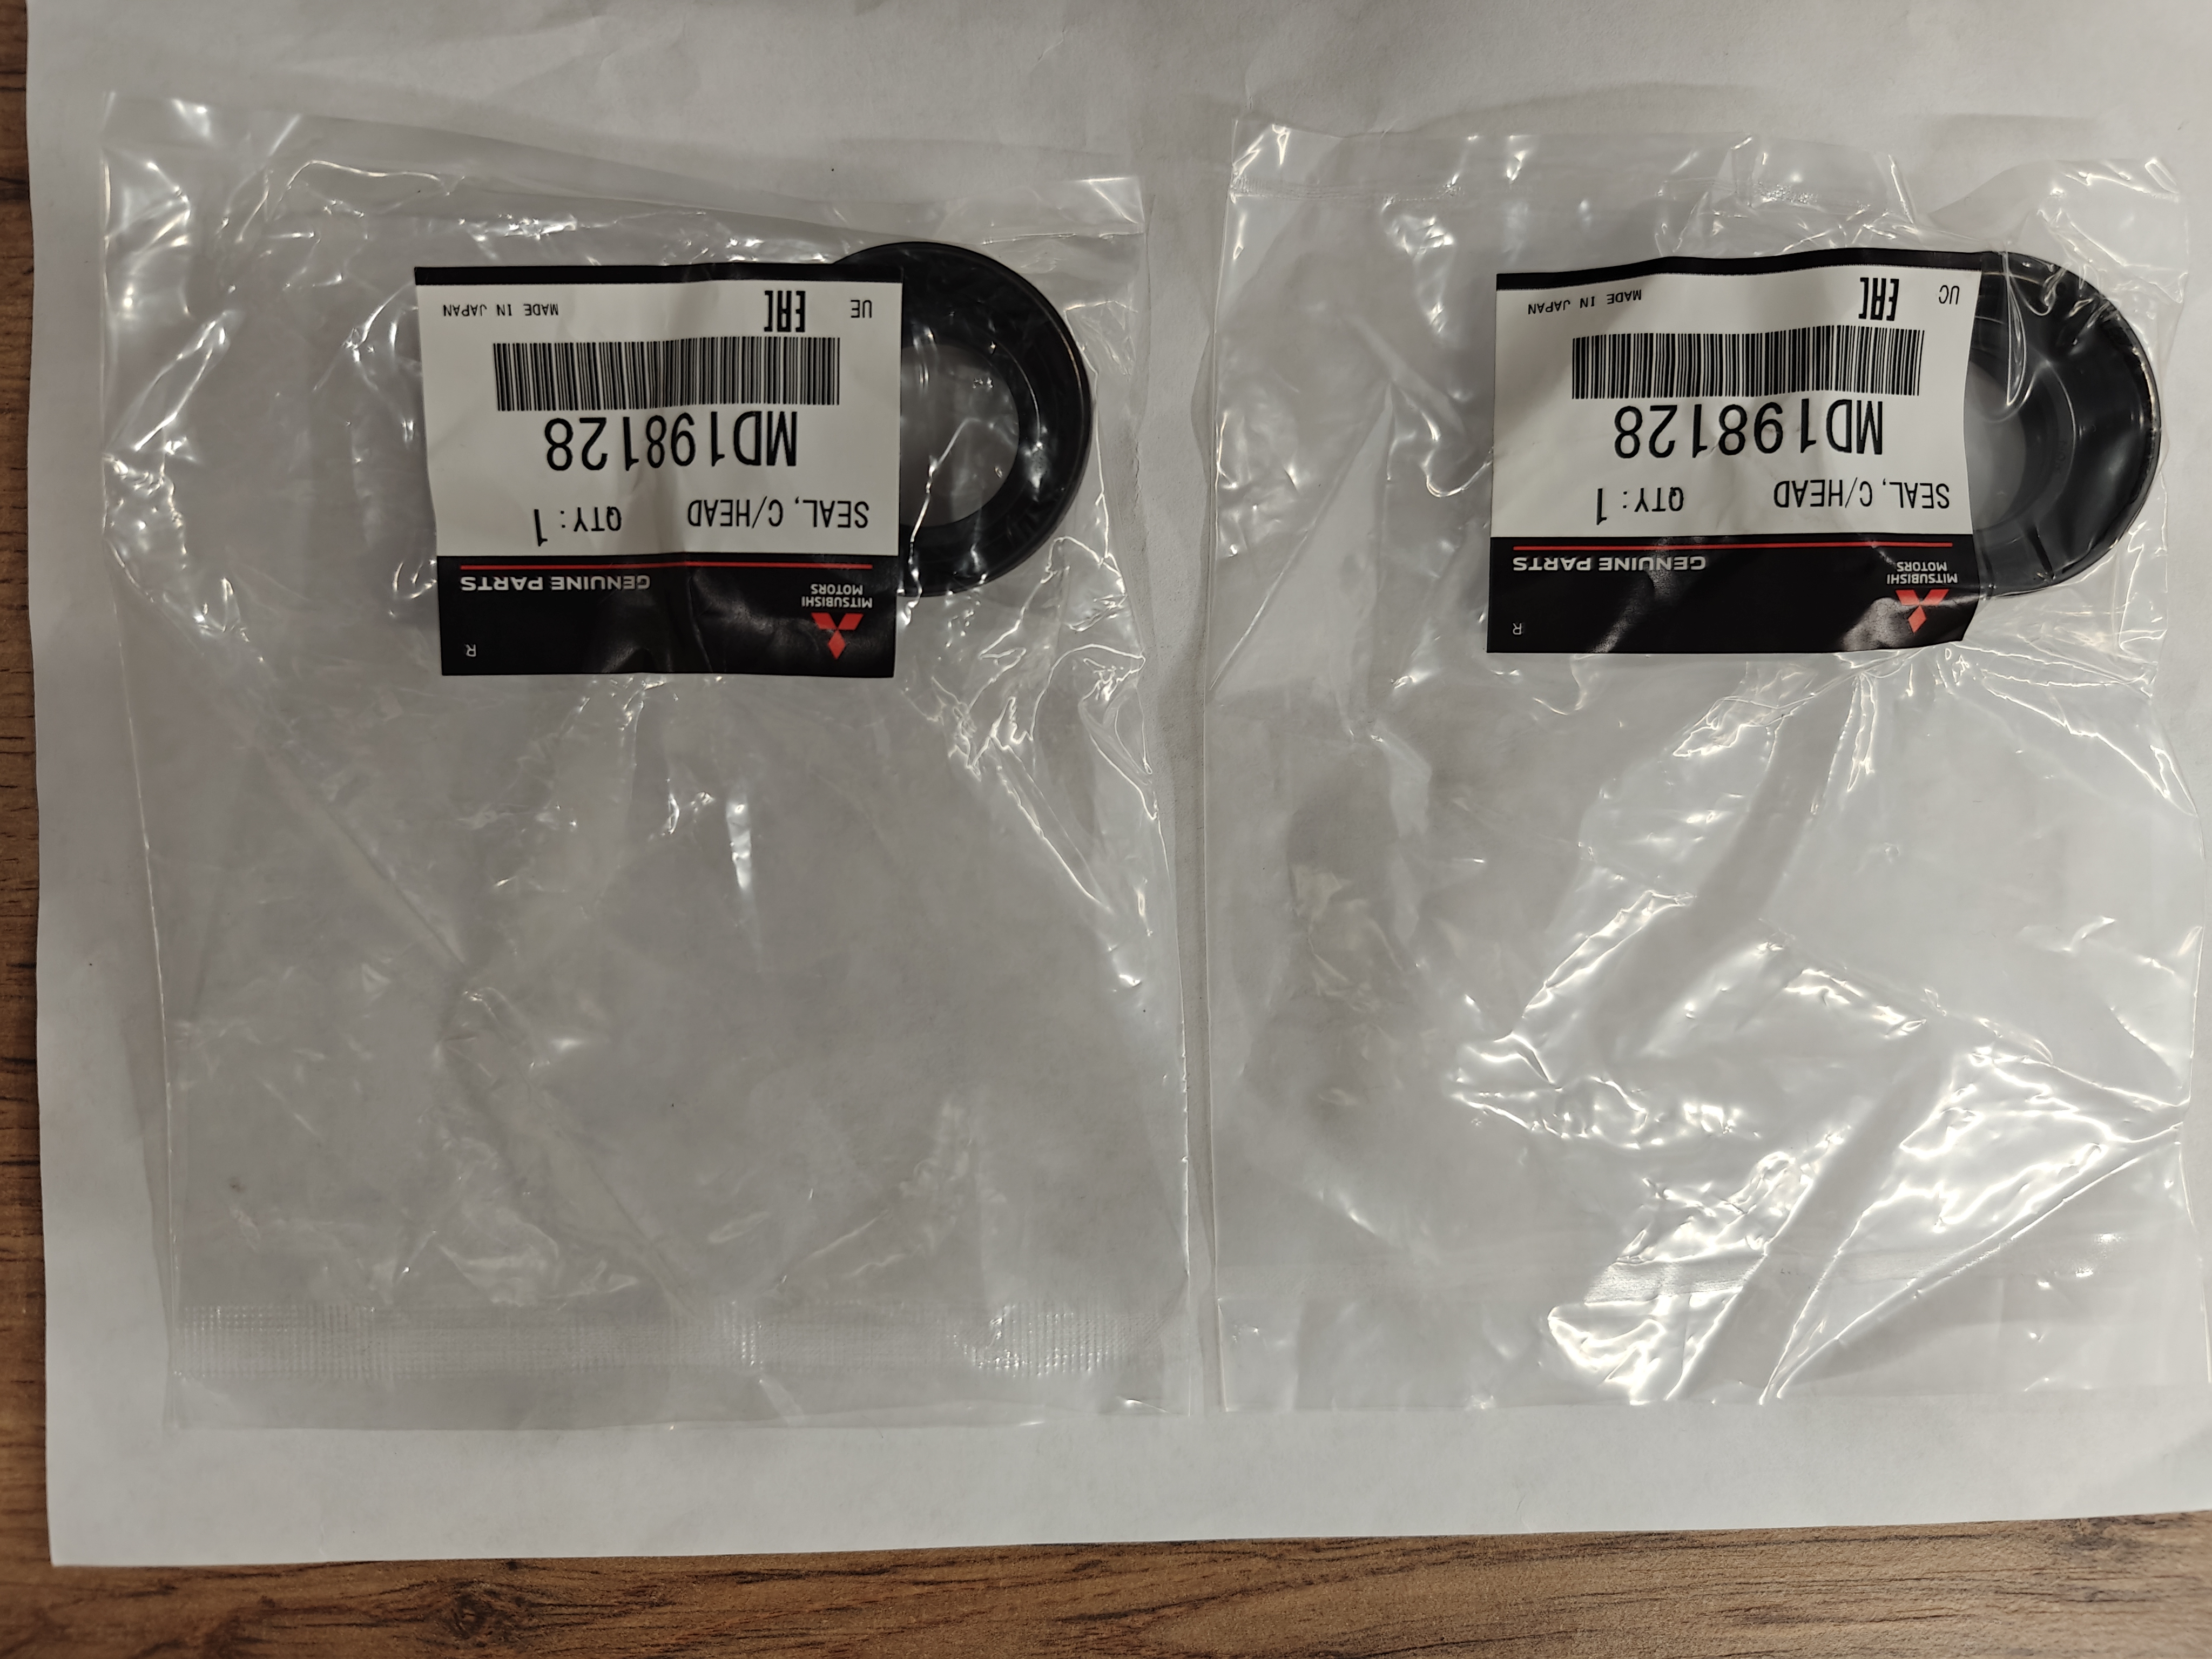 R
MITSUBISHI
MOTORS
GENUINE PARTS
SEAL, C/HEAD QTY: 1
MD198128
UE EAC MADE IN JAPAN
R
MITSUBISHI
MOTORS
GENUINE PARTS
SEAL, C/HEAD QTY: 1
MD198128
UC EAC MADE IN JAPAN